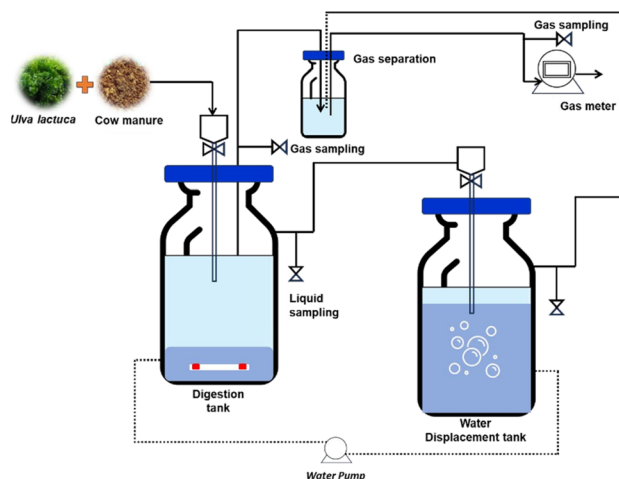 Gas sampling
Gas separation
Gas meter
Ulva lactuca
Cow manure
Gas sampling
Liquid
sampling
Digestion
tank
Water
Displacement tank
Water Pump